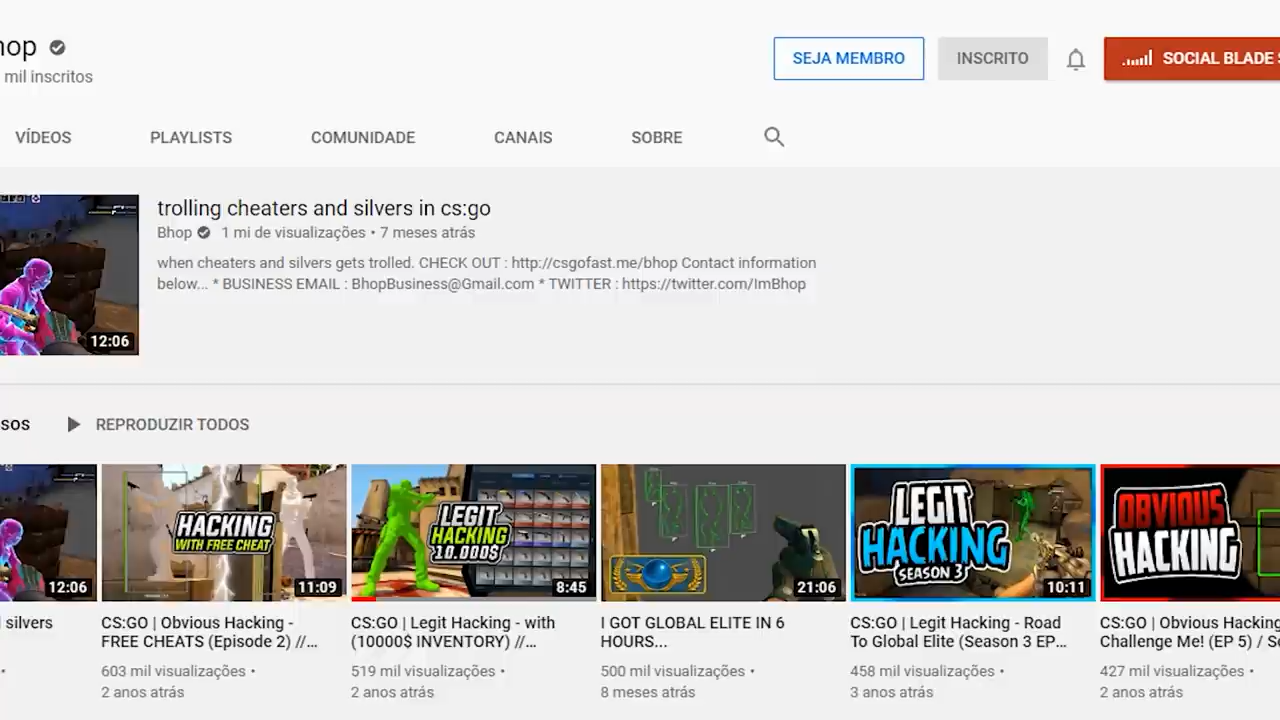 hop
mil inscritos
SEJA MEMBRO
INSCRITO
SOCIAL BLADE S
VÍDEOS
PLAYLISTS
COMUNIDADE
CANAIS
SOBRE
trolling cheaters and silvers in cs:go
Bhop 1 mi de visualizações • 7 meses atrás
when cheaters and silvers gets trolled. CHECK OUT : http://csgofast.me/bhop Contact information
below... * BUSINESS EMAIL : BhopBusiness@Gmail.com * TWITTER : https://twitter.com/ImBhop
12:06
sos
REPRODUZIR TODOS
12:06
silvers
•
HACKING
WITH FREE CHEAT
11:09
CS:GO | Obvious Hacking -
FREE CHEATS (Episode 2) //...
603 mil visualizações •
2 anos atrás
LEGIT
HACKING
10.000$
8:45
CS:GO | Legit Hacking - with
(10000$ INVENTORY) //...
519 mil visualizações •
2 anos atrás
21:06
I GOT GLOBAL ELITE IN 6
HOURS...
500 mil visualizações •
8 meses atrás
LEGIT
HACKING
SEASON 3
10:11
CS:GO | Legit Hacking - Road
To Global Elite (Season 3 EP...
458 mil visualizações •
3 anos atrás
OBVIOUS
HACKING
CS:GO | Obvious Hacking
Challenge Me! (EP 5) / So
427 mil visualizações •
2 anos atrás